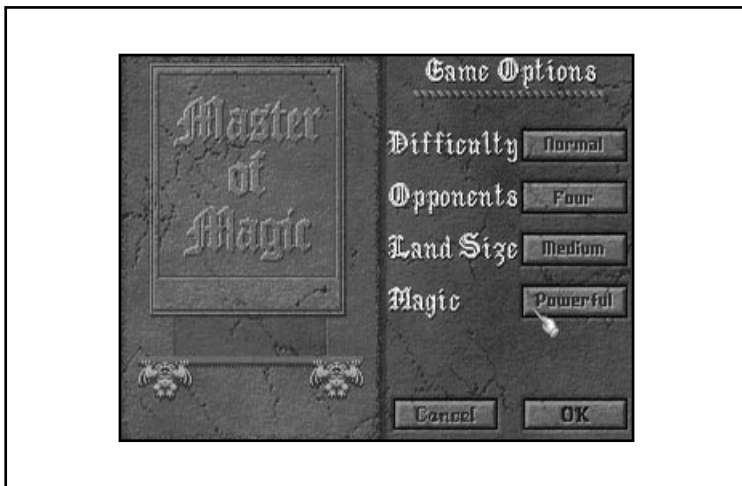 Master
of
Magic
Game Options
Difficulty Normal
Opponents Four
Land Size Medium
Magic Powerful
Cancel OK